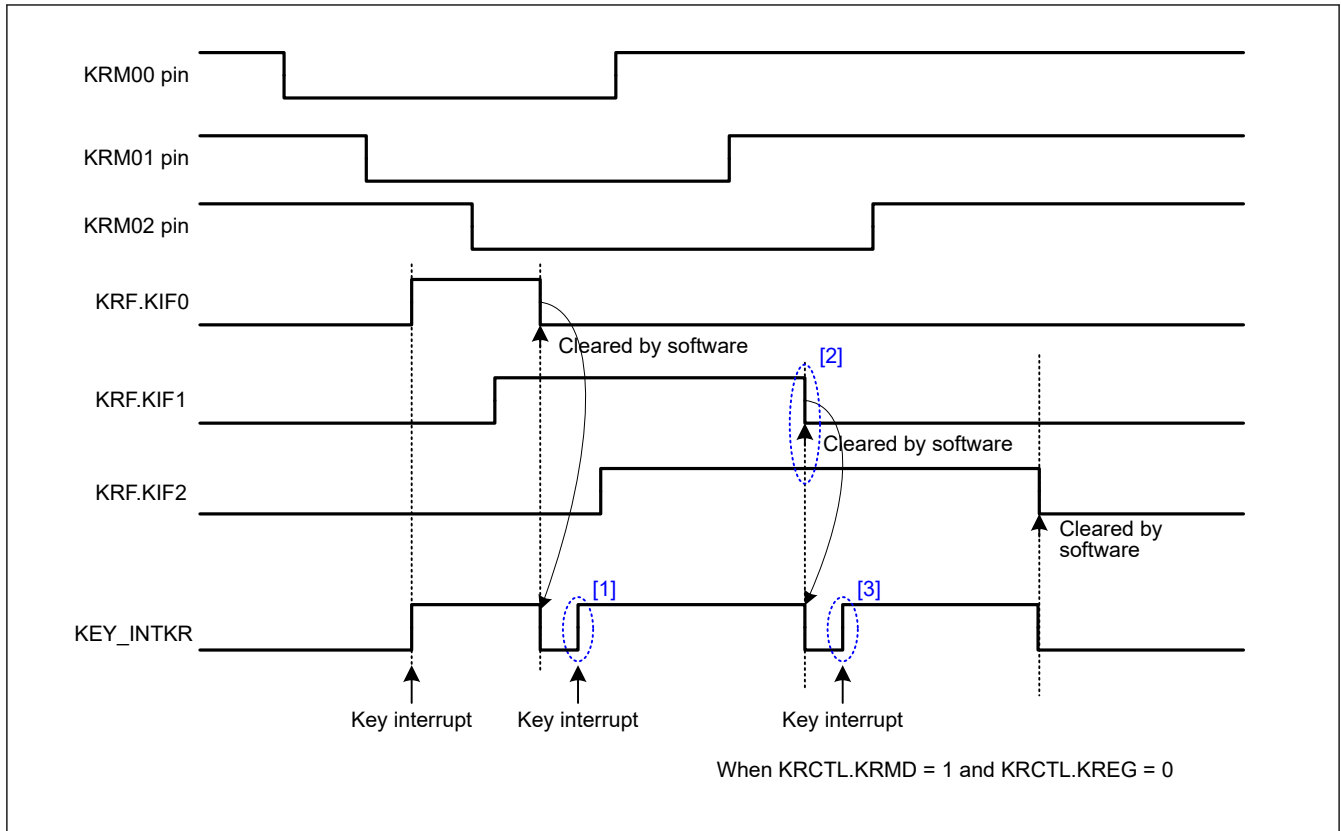 KRM00 pin
KRM01 pin
KRM02 pin
KRF.KIF0
Cleared by software
[2]
KRF.KIF1
Cleared by software
KRF.KIF2
Cleared by
software
[1]
[3]
KEY_INTKR
Key interrupt
Key interrupt
Key interrupt
When KRCTL.KRMD = 1 and KRCTL.KREG = 0